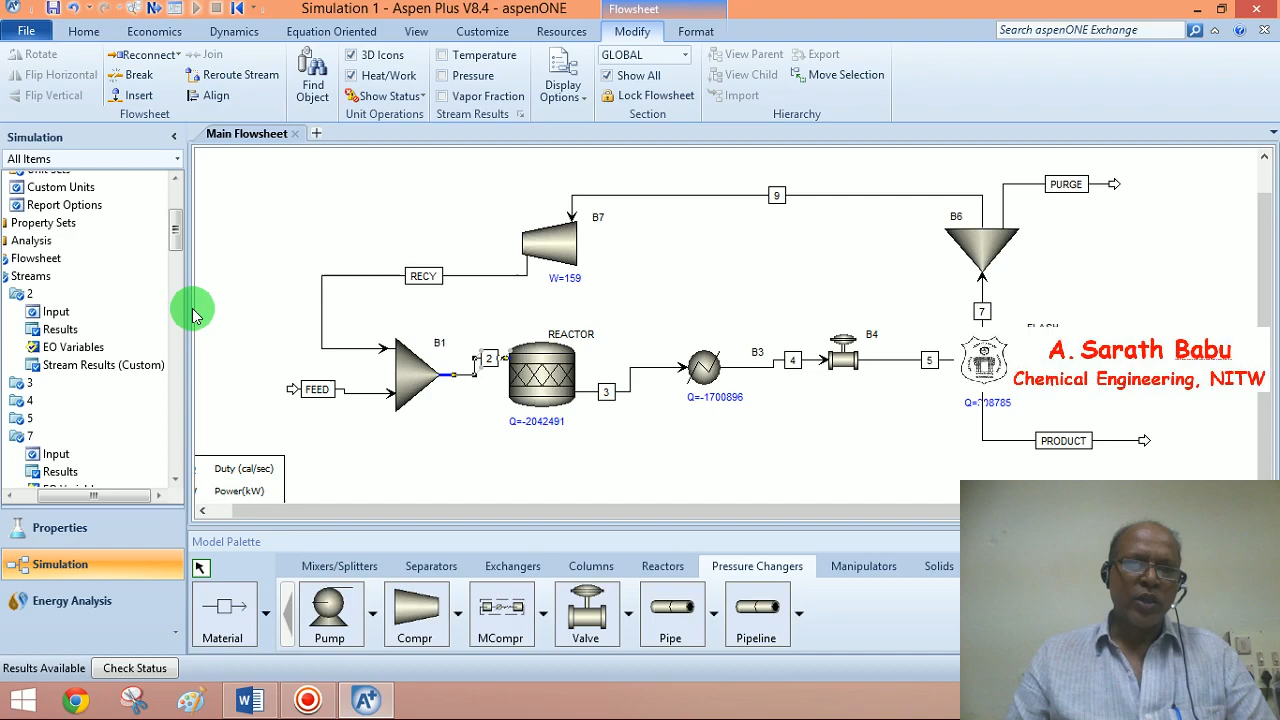 Simulation 1 - Aspen Plus V8.4 - aspenONE
Flowsheet
File
Home
Economics
Dynamics
Equation Oriented
View
Customize
Resources
Modify
Format
Search aspenONE Exchange
Rotate
Flip Horizontal
Flip Vertical
Reconnect
Break
Insert
Join
Reroute Stream
Align
Flowsheet
Find
Object
3D Icons
Heat/Work
Show Status
Unit Operations
Temperature
Pressure
Vapor Fraction
Stream Results
Display
Options
GLOBAL
Show All
Lock Flowsheet
Section
View Parent
View Child
Import
Export
Move Selection
Hierarchy
Simulation
All Items
Main Flowsheet
Unit Sets
Custom Units
Report Options
Property Sets
Analysis
Flowsheet
Streams
2
Input
Results
EO Variables
Stream Results (Custom)
3
4
5
7
Input
Results
EO Variables
Properties
Simulation
Energy Analysis
PURGE
9
B7
B6
RECY
W=159
7
B1
2
REACTOR
B3
4
B4
5
FEED
3
Q=-2042491
Q=-1700896
A. Sarath Babu
Chemical Engineering, NITW
PRODUCT
Duty (cal/sec)
Power(kW)
Model Palette
Mixers/Splitters
Separators
Exchangers
Columns
Reactors
Pressure Changers
Manipulators
Solids
Material
Pump
Compr
MCompr
Valve
Pipe
Pipeline
Results Available
Check Status